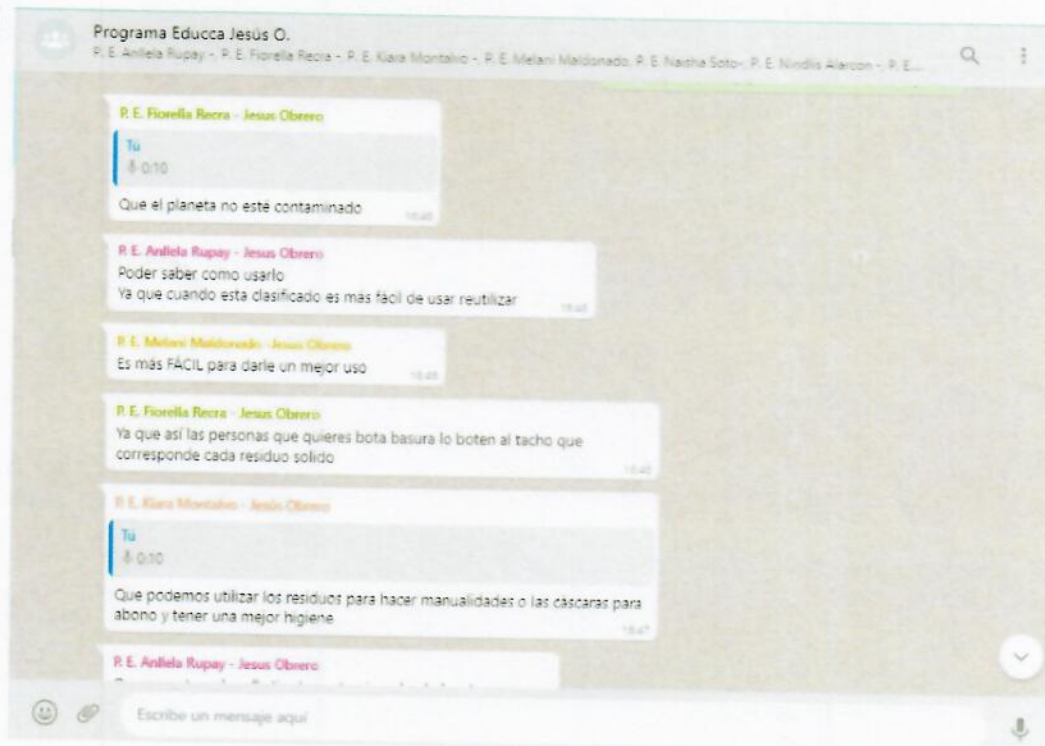 Programa Educca Jesús O.
P. E. Anllela Rupay -, P. E. Fiorella Recra -, P. E. Kiara Montalvo -, P. E. Melani Maldonado, P. E. Naisha Soto-, P. E. Nindlis Alarcon -, P. E...
P. E. Fiorella Recra - Jesus Obrero
Tú
0:10
Que el planeta no esté contaminado
P. E. Anllela Rupay - Jesus Obrero
Poder saber como usarlo
Ya que cuando esta clasificado es más fácil de usar reutilizar
P. E. Melani Maldonado -Jesus Obrero
Es más FÁCIL para darle un mejor uso
P. E. Fiorella Recra - Jesus Obrero
Ya que así las personas que quieres bota basura lo boten al tacho que
corresponde cada residuo solido
P. E. Kiara Montalvo - Jesús Obrero
Tú
0:10
Que podemos utilizar los residuos para hacer manualidades o las cáscaras para
abono y tener una mejor higiene
16:47
P. E. Anllela Rupay - Jesus Obrero
Escribe un mensaje aquí